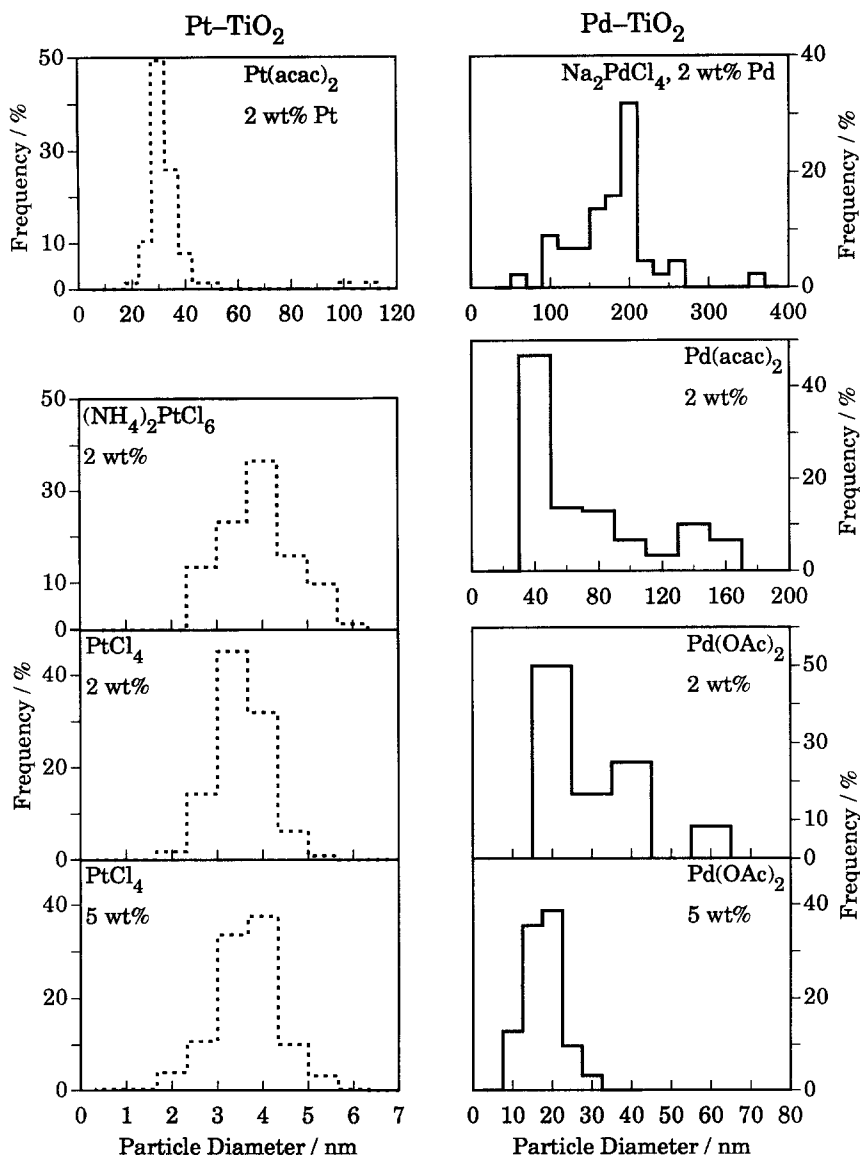 Pt–TiO2
Pd–TiO2
50
30
10
0
Frequency / %
Pt(acac)2
2 wt% Pt
20 40 60 80 100 120
Na2PdCl4, 2 wt% Pd
40
20
0
Frequency / %
100 200 300 400
Pd(acac)2
2 wt%
40
20
0
Frequency / %
0 40 80 120 160 200
50
30
10
0
(NH4)2PtCl6
2 wt%
PtCl4
2 wt%
40
20
0
Frequency / %
PtCl4
5 wt%
40
20
0
0 1 2 3 4 5 6 7
Particle Diameter / nm
Pd(OAc)2
2 wt%
50
30
10
0
Pd(OAc)2
5 wt%
40
20
0
Frequency / %
0 10 20 30 40 50 60 70 80
Particle Diameter / nm